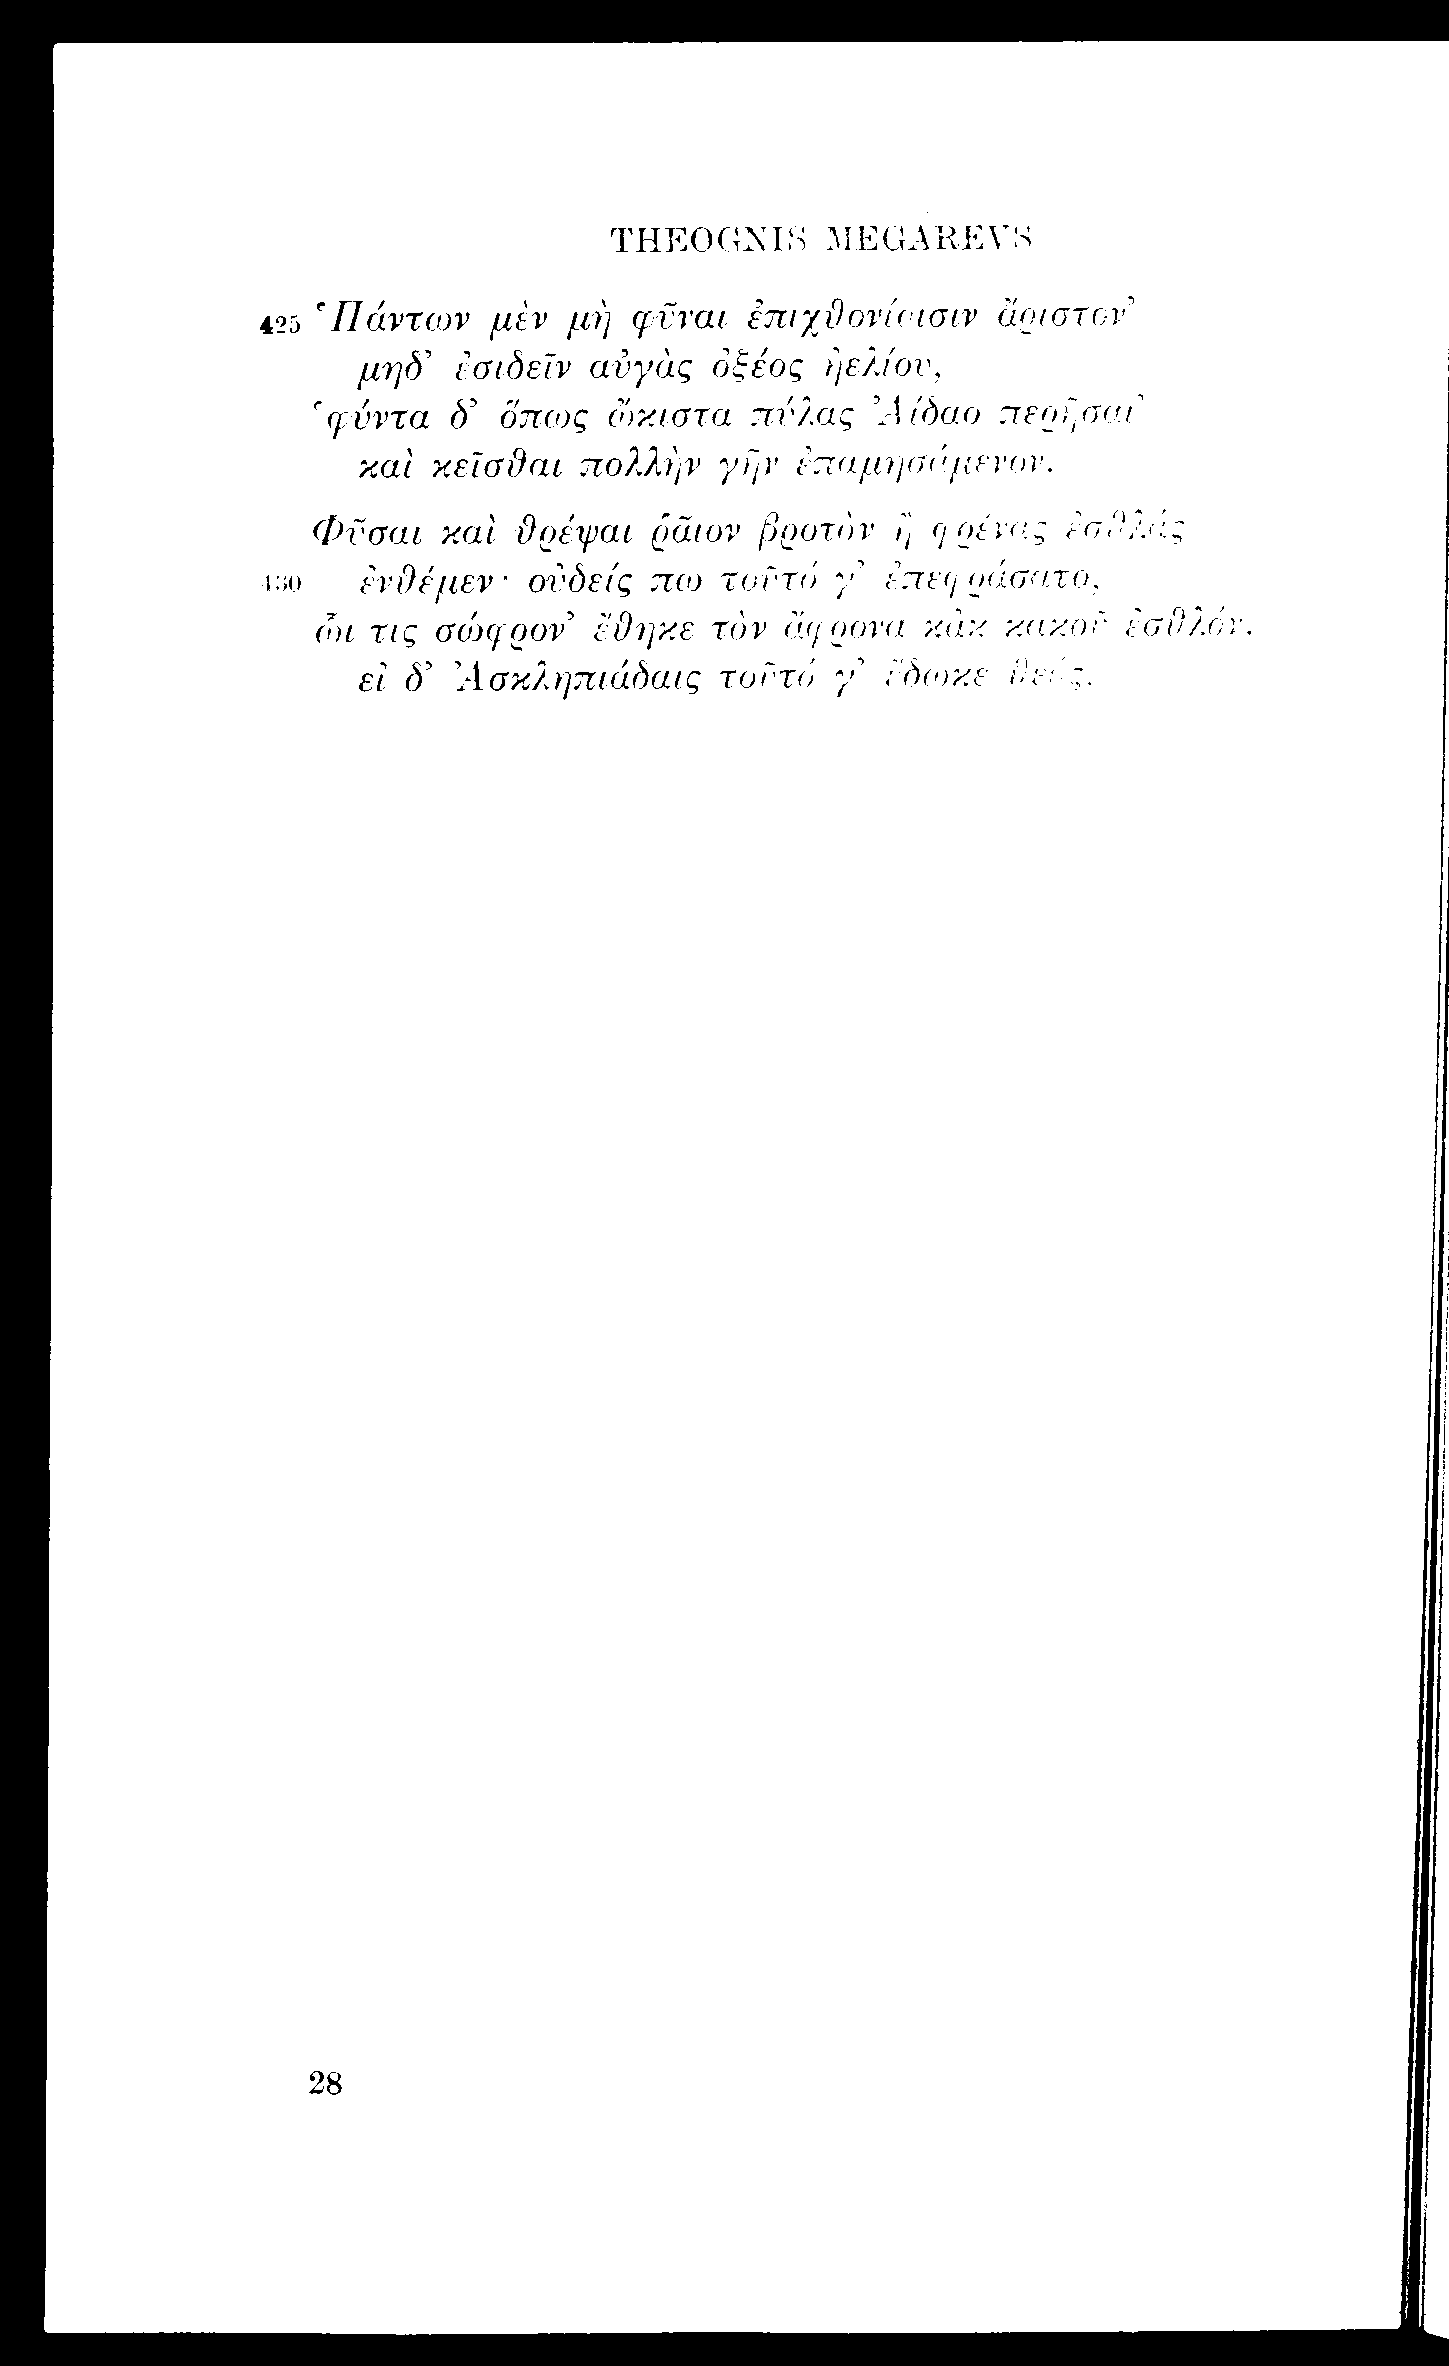 THEOGNIS MEGAREVS
425 ‘Πάντων μὲν μὴ φῦναι ἐπιχθονίοισιν ἄριστον’
μηδ’ ἐσιδεῖν αὐγὰς ὀξέος ἠελίου,
‘φύντα δ’ ὅπως ὤκιστα πύλας Ἀίδαο περῆσαι’
καὶ κεῖσθαι πολλὴν γῆν ἐπαμησάμενον.
Φῦσαι καὶ θρέψαι ῥᾶιον βροτὸν ἢ φρένας ἐσθλὰς
430 ἐνθέμεν· οὐδείς πω τοῦτό γ’ ἐπεφράσατο,
ὧι τις σώφρον’ ἔθηκε τὸν ἄφρονα κἀκ κακοῦ ἐσθλόν.
εἰ δ’ Ἀσκληπιάδαις τοῦτό γ’ ἔδωκε θεός,
28